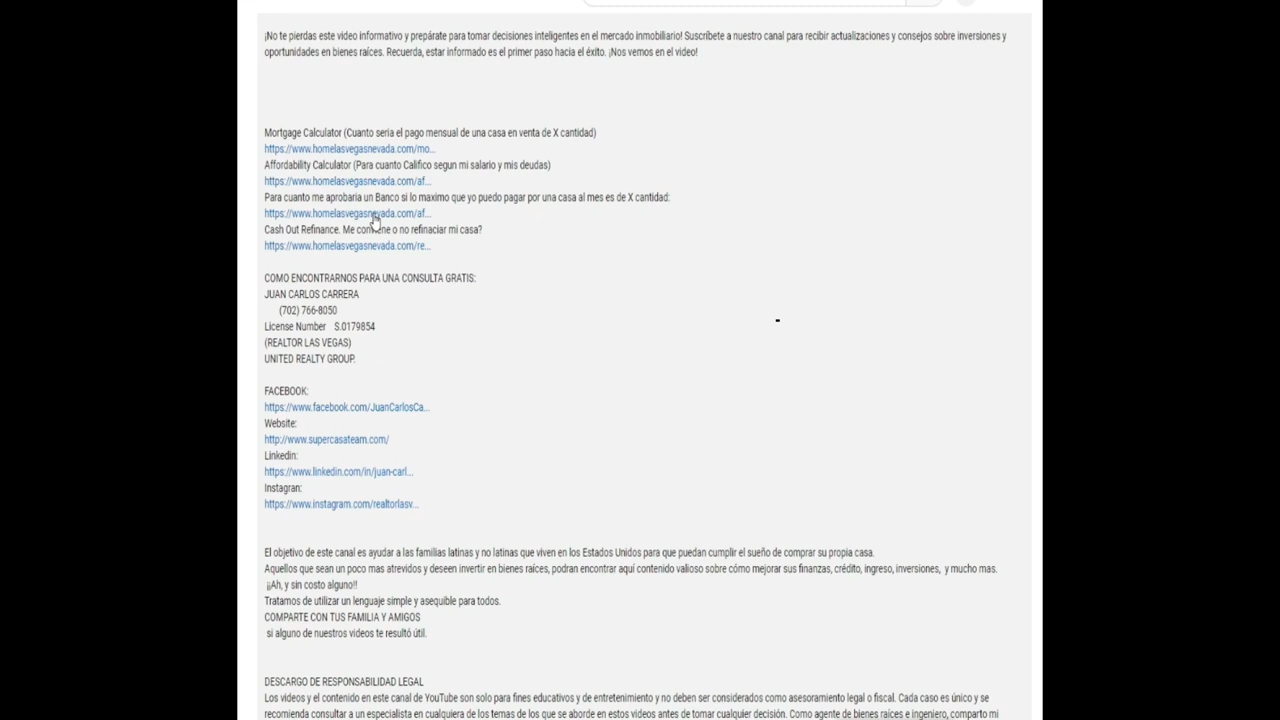 ¡No te pierdas este video informativo y prepárate para tomar decisiones inteligentes en el mercado inmobiliario! Suscríbete a nuestro canal para recibir actualizaciones y consejos sobre inversiones y
oportunidades en bienes raíces. Recuerda, estar informado es el primer paso hacia el éxito. ¡Nos vemos en el video!
Mortgage Calculator (Cuanto seria el pago mensual de una casa en venta de X cantidad)
https://www.homelasvegasnevada.com/mo...
Affordability Calculator (Para cuanto Califico segun mi salario y mis deudas)
https://www.homelasvegasnevada.com/af...
Para cuanto me aprobaria un Banco si lo maximo que yo puedo pagar por una casa al mes es de X cantidad:
https://www.homelasvegasnevada.com/af...
Cash Out Refinance. Me conviene o no refinaciar mi casa?
https://www.homelasvegasnevada.com/re...
COMO ENCONTRARNOS PARA UNA CONSULTA GRATIS:
JUAN CARLOS CARRERA
(702) 766-8050
License Number S.0179854
(REALTOR LAS VEGAS)
UNITED REALTY GROUP.
FACEBOOK:
https://www.facebook.com/JuanCarlosCa...
Website:
http://www.supercasateam.com/
Linkedin:
https://www.linkedin.com/in/juan-carl...
Instagran:
https://www.instagram.com/realtorlasv...
El objetivo de este canal es ayudar a las familias latinas y no latinas que viven en los Estados Unidos para que puedan cumplir el sueño de comprar su propia casa.
Aquellos que sean un poco mas atrevidos y deseen invertir en bienes raíces, podran encontrar aquí contenido valioso sobre cómo mejorar sus finanzas, crédito, ingreso, inversiones, y mucho mas.
¡¡Ah, y sin costo alguno!!
Tratamos de utilizar un lenguaje simple y asequible para todos.
COMPARTE CON TUS FAMILIA Y AMIGOS
si alguno de nuestros videos te resultó útil.
DESCARGO DE RESPONSABILIDAD LEGAL
Los videos y el contenido en este canal de YouTube son solo para fines educativos y de entretenimiento y no deben ser considerados como asesoramiento legal o fiscal. Cada caso es único y se
recomienda consultar a un especialista en cualquiera de los temas de los que se aborde en estos videos antes de tomar cualquier decisión. Como agente de bienes raíces e ingeniero, comparto mi